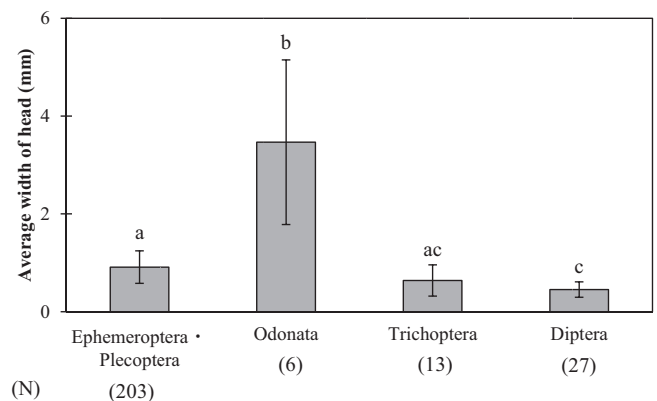 Average width of head (mm)
6
4
2
0
a
b
ac
c
Ephemeroptera・
Plecoptera
Odonata
Trichoptera
Diptera
(N)
(203)
(6)
(13)
(27)